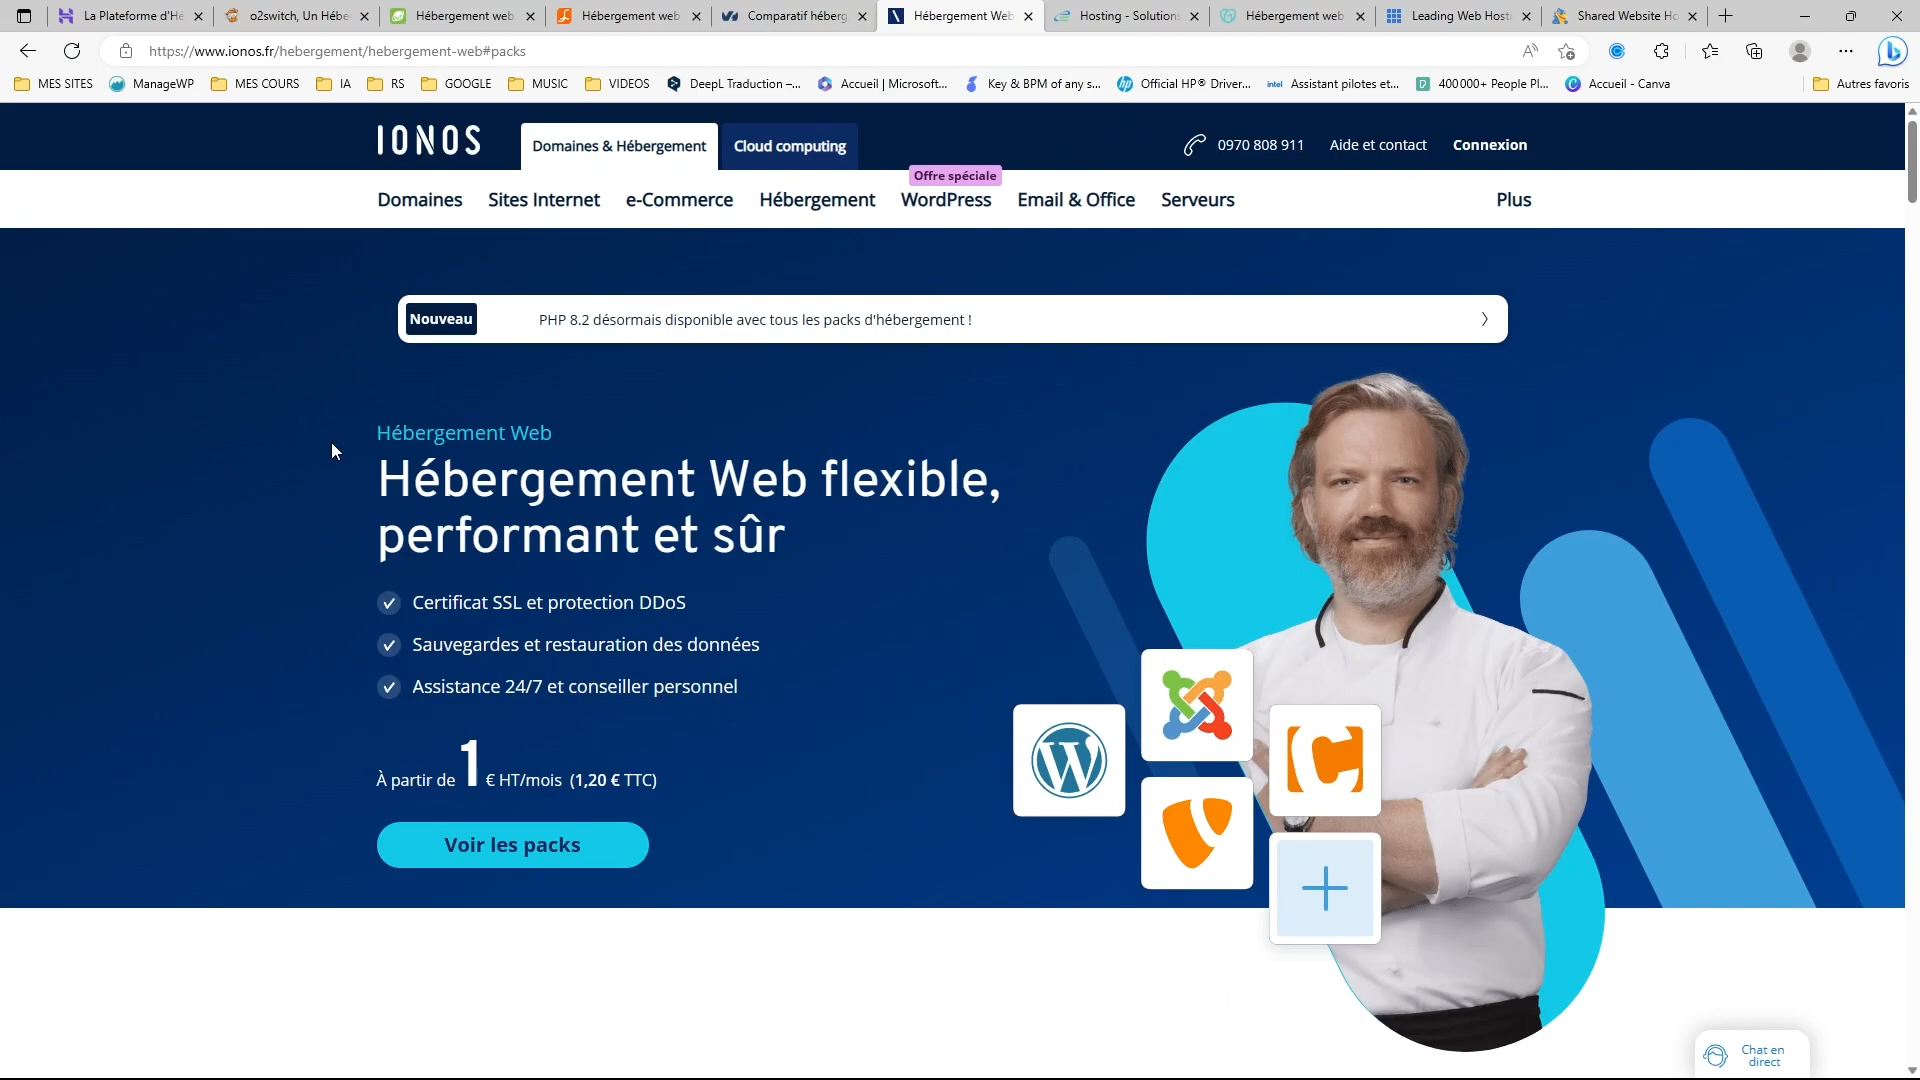 La Plateforme d'Hé
o2switch, Un Hébe
Hébergement web
Hébergement web
Comparatif héberg
Hébergement Web
Hosting - Solutions
Hébergement web
Leading Web Hosti
Shared Website Ho
https://www.ionos.fr/hebergement/hebergement-web#packs
MES SITES
ManageWP
MES COURS
IA
RS
GOOGLE
MUSIC
VIDEOS
DeepL Traduction –...
Accueil | Microsoft...
Key & BPM of any s...
Official HP® Driver...
intel Assistant pilotes et...
400 000+ People Pl...
Accueil - Canva
Autres favoris
IONOS
Domaines & Hébergement
Cloud computing
0970 808 911
Aide et contact
Connexion
Offre spéciale
Domaines
Sites Internet
e-Commerce
Hébergement
WordPress
Email & Office
Serveurs
Plus
Nouveau
PHP 8.2 désormais disponible avec tous les packs d'hébergement !
Hébergement Web
Hébergement Web flexible,
performant et sûr
Certificat SSL et protection DDoS
Sauvegardes et restauration des données
Assistance 24/7 et conseiller personnel
À partir de 1 € HT/mois (1,20 € TTC)
Voir les packs
Chat en
direct